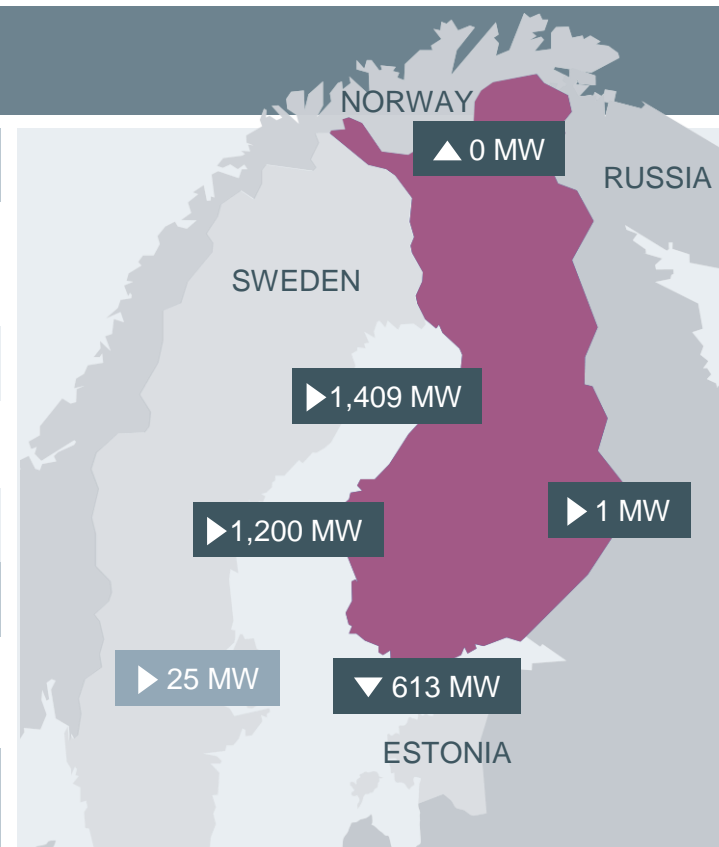 NORWAY
▲ 0 MW
RUSSIA
SWEDEN
▶1,409 MW
▶ 1 MW
▶1,200 MW
▶ 25 MW
▼ 613 MW
ESTONIA